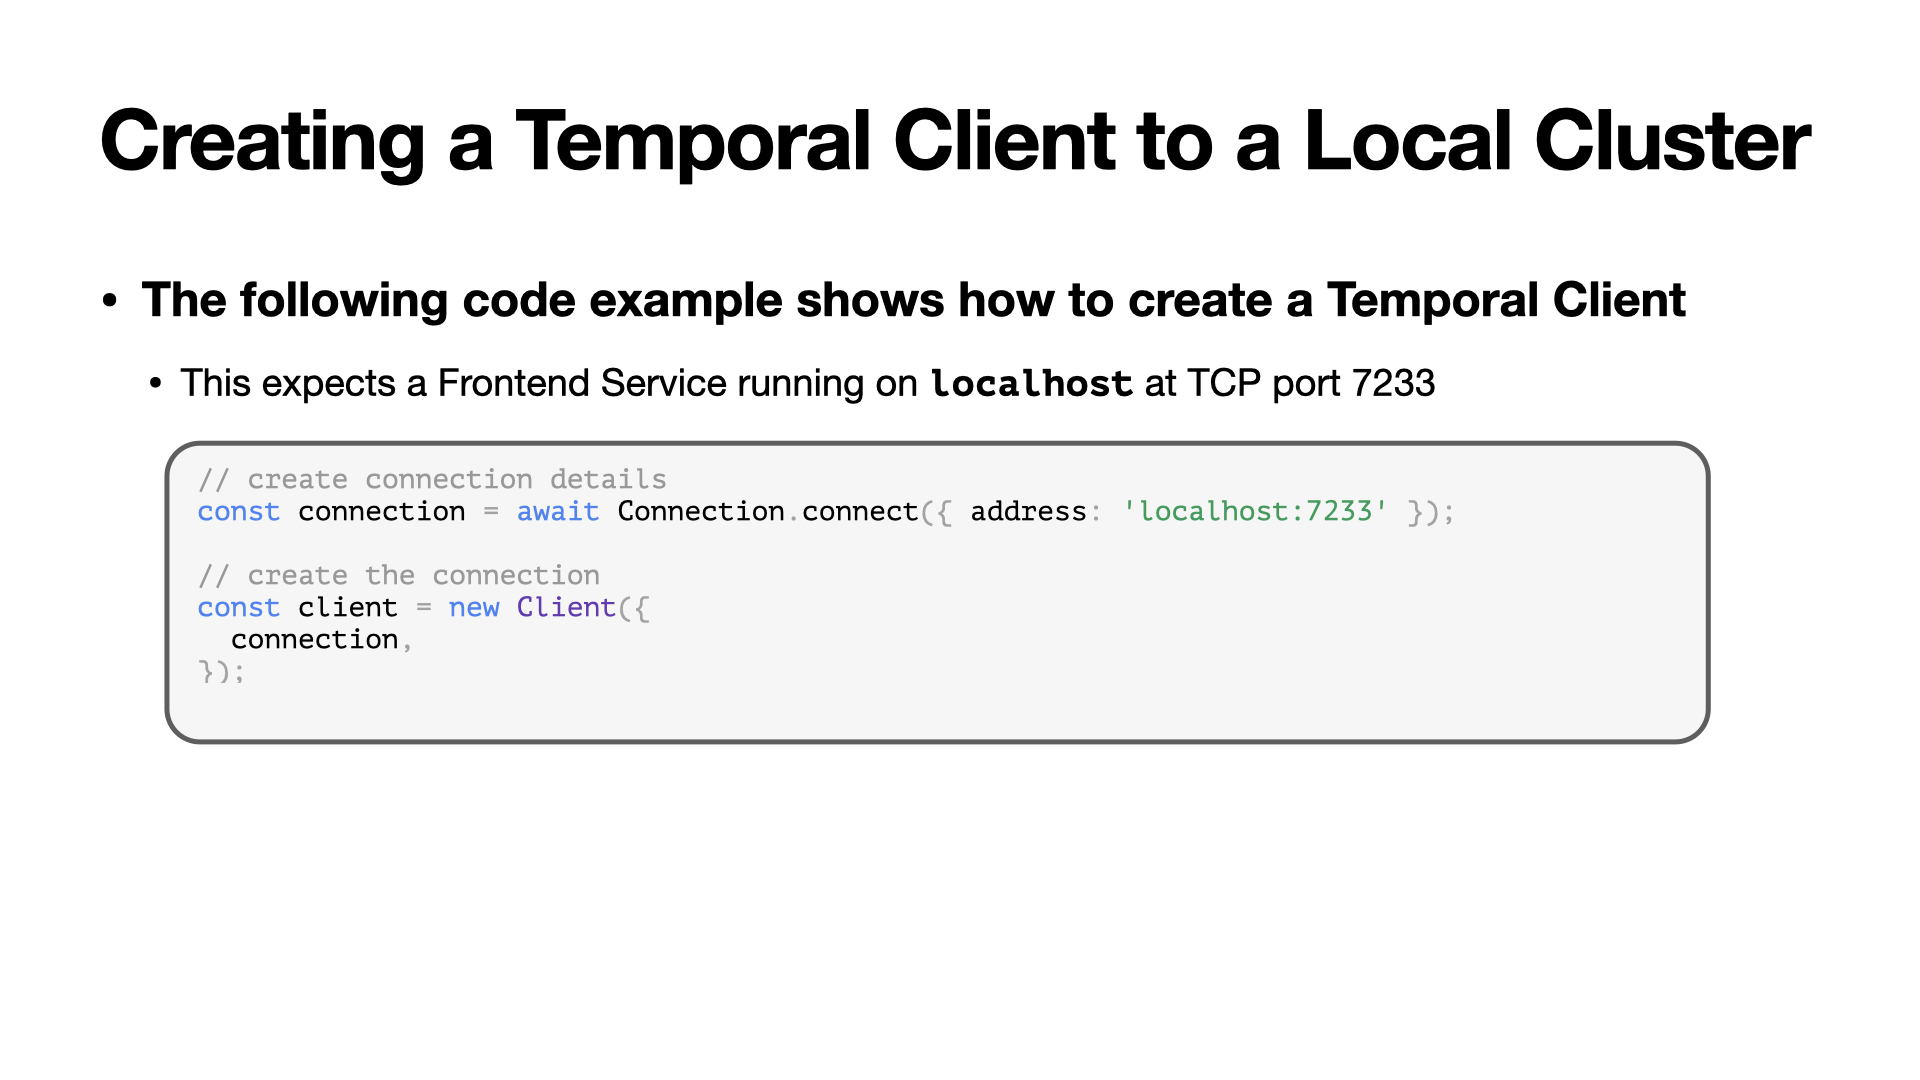 Creating a Temporal Client to a Local Cluster
• The following code example shows how to create a Temporal Client
• This expects a Frontend Service running on localhost at TCP port 7233
// create connection details
const connection = await Connection.connect({ address: 'localhost:7233' });
// create the connection
const client = new Client({
  connection,
});